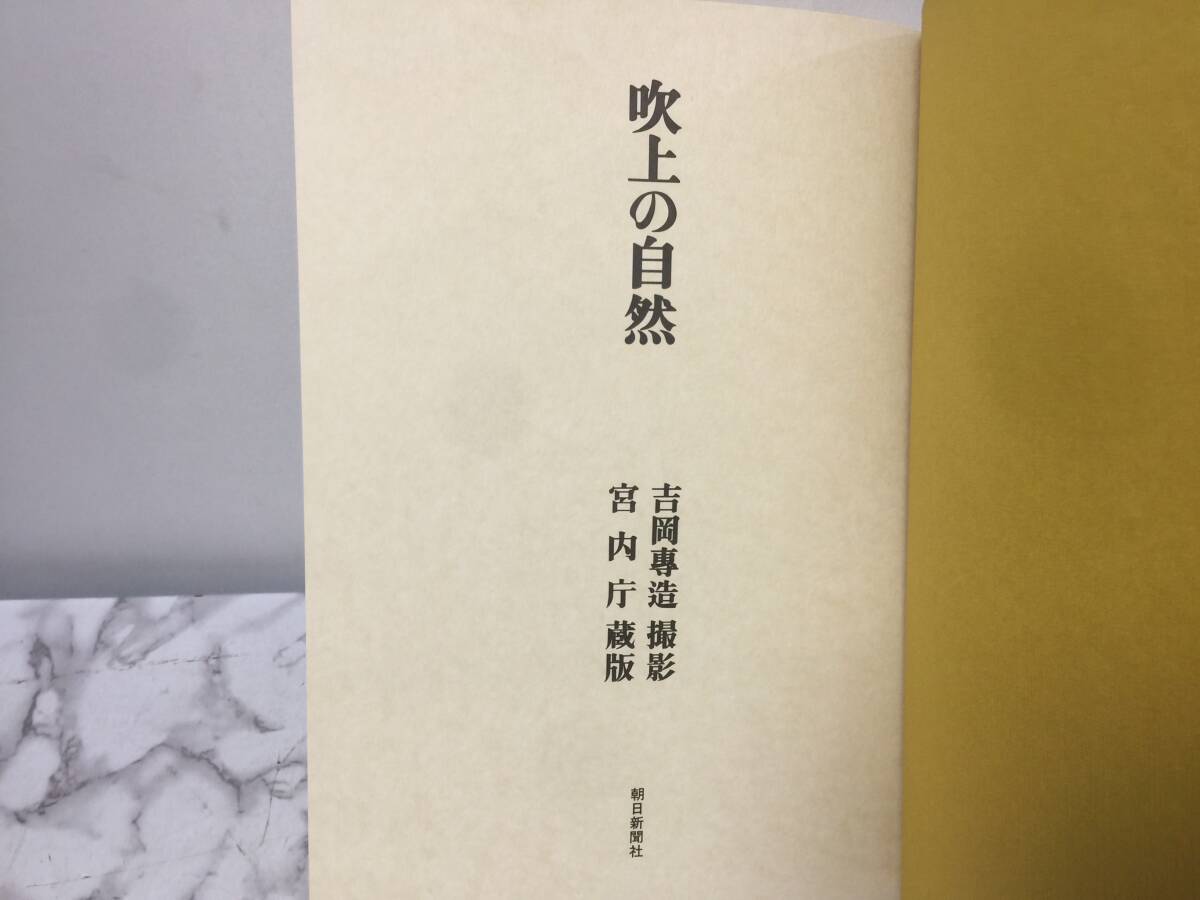 吹上の自然
吉岡專造 撮影
宮内庁 蔵版
朝日新聞社